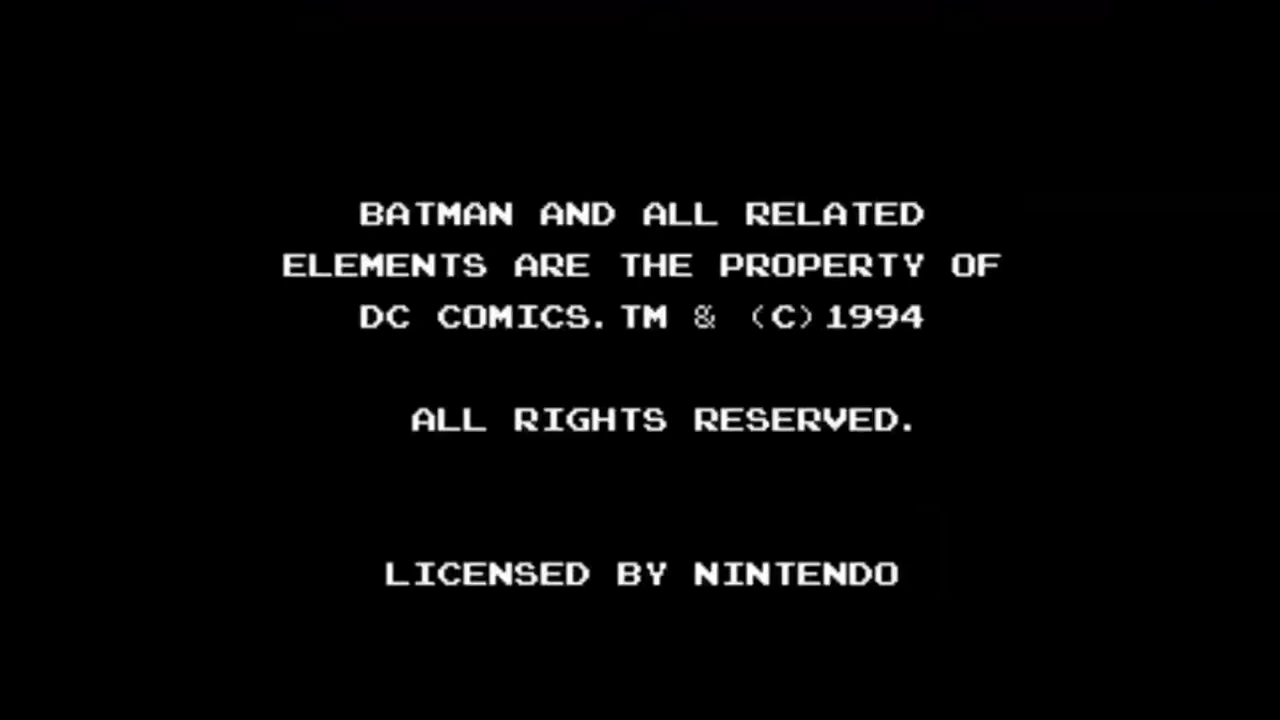 BATMAN AND ALL RELATED
ELEMENTS ARE THE PROPERTY OF
DC COMICS. TM & (C) 1994
ALL RIGHTS RESERVED.
LICENSED BY NINTENDO